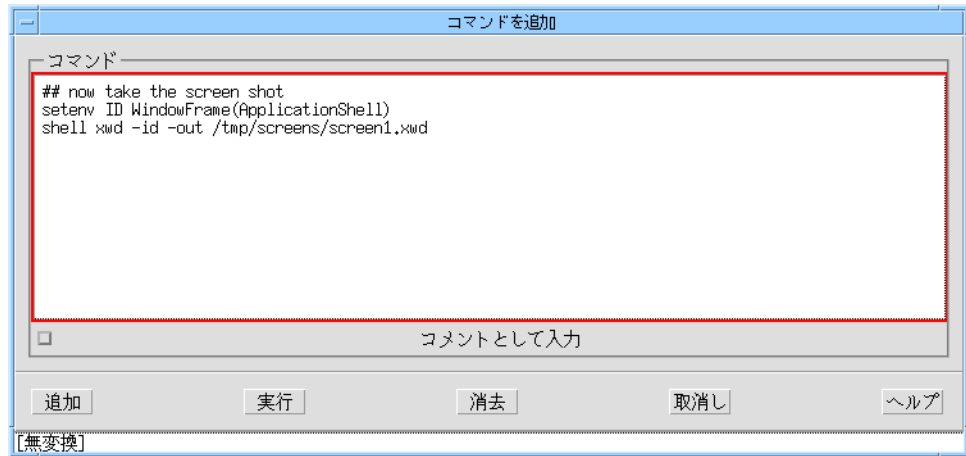 コマンドを追加
コマンド
## now take the screen shot
setenv ID WindowFrame(ApplicationShell)
shell xwd -id -out /tmp/screens/screen1.xwd
コメントとして入力
追加 実行 消去 取消し ヘルプ
[無変換]